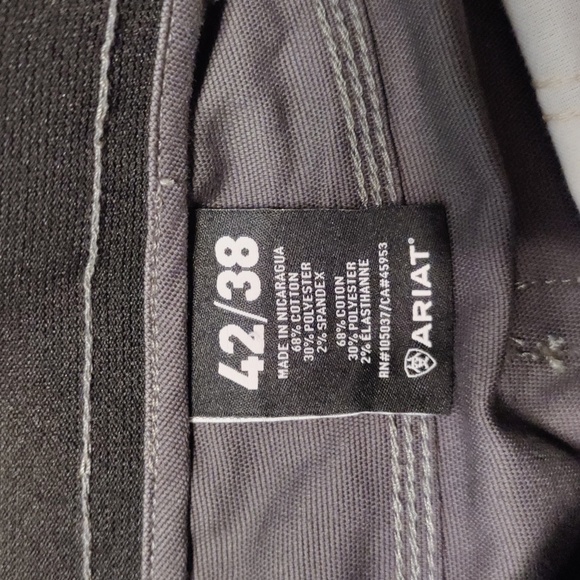 42/38
MADE IN NICARAGUA
68% COTTON
30% POLYESTER
2% SPANDEX
68% COTON
30% POLYESTER
2% ÉLASTHANNE
RN#105037/CA#45953
ARIAT®